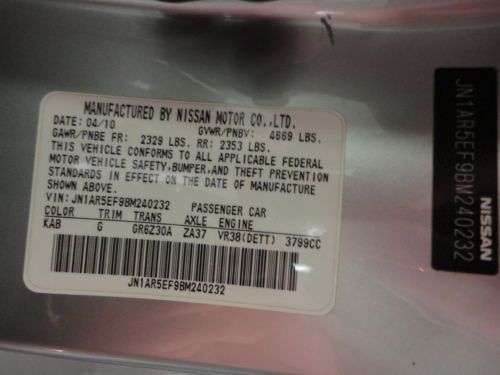 MANUFACTURED BY NISSAN MOTOR CO.,LTD.
DATE: 04/10 GVWR/PNBV: 4669 LBS.
GAWR/PNBE FR: 2329 LBS. RR: 2353 LBS.
THIS VEHICLE CONFORMS TO ALL APPLICABLE FEDERAL
MOTOR VEHICLE SAFETY,BUMPER,AND THEFT PREVENTION
STANDARDS IN EFFECT ON THE DATE OF MANUFACTURE
SHOWN ABOVE.
VIN: JN1AR5EF9BM240232 PASSENGER CAR
COLOR TRIM TRANS AXLE ENGINE
KAB G GR6Z30A ZA37 VR38(DETT) 3799CC
JN1AR5EF9BM240232
JN1AR5EF9BM240232
NISSAN